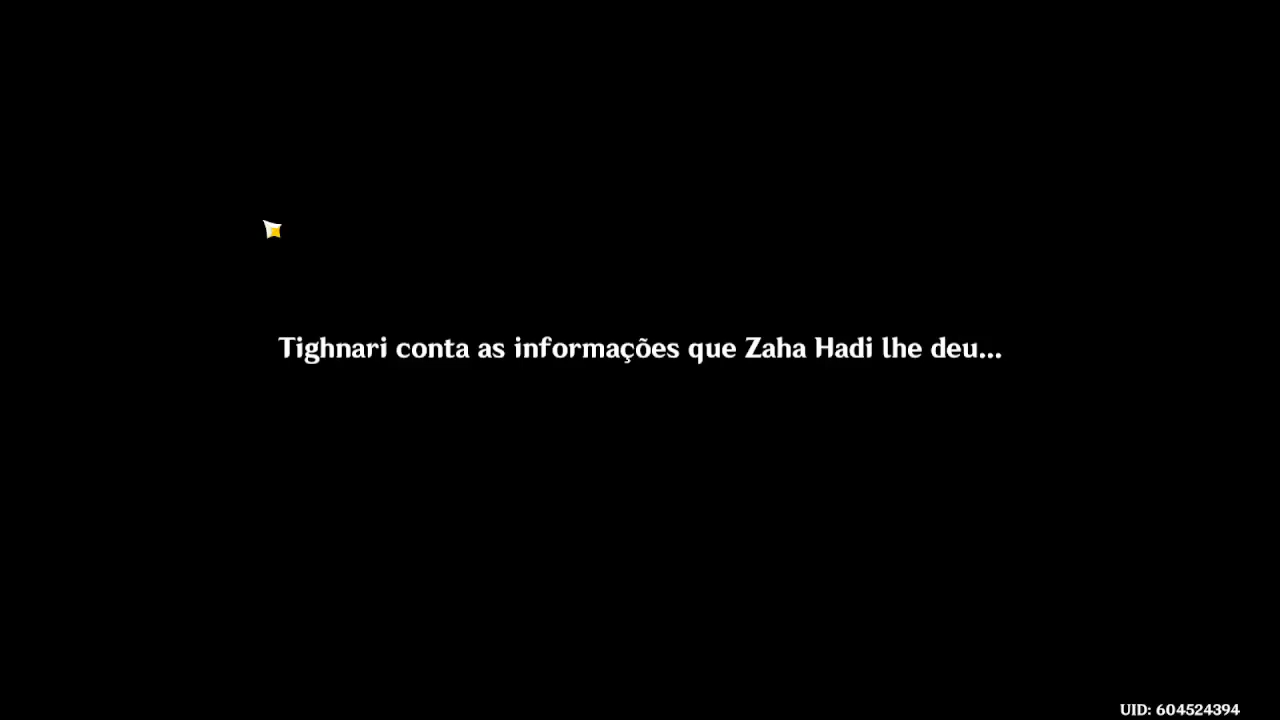 Tighnari conta as informações que Zaha Hadi lhe deu...
UID: 604524394